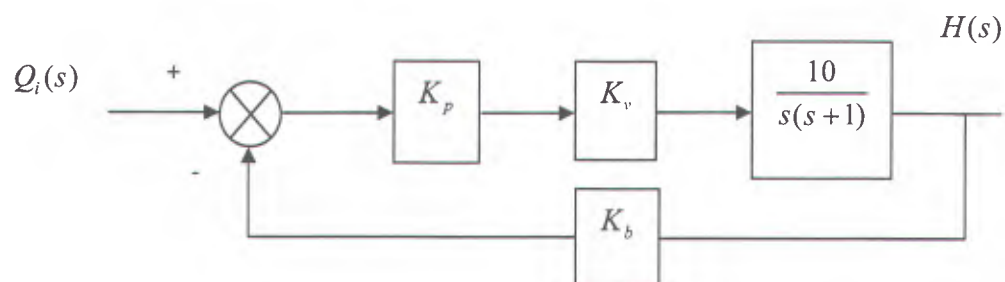 H(s)
Q_i(s)
+
K_p
K_v
10
s(s+1)
-
K_b